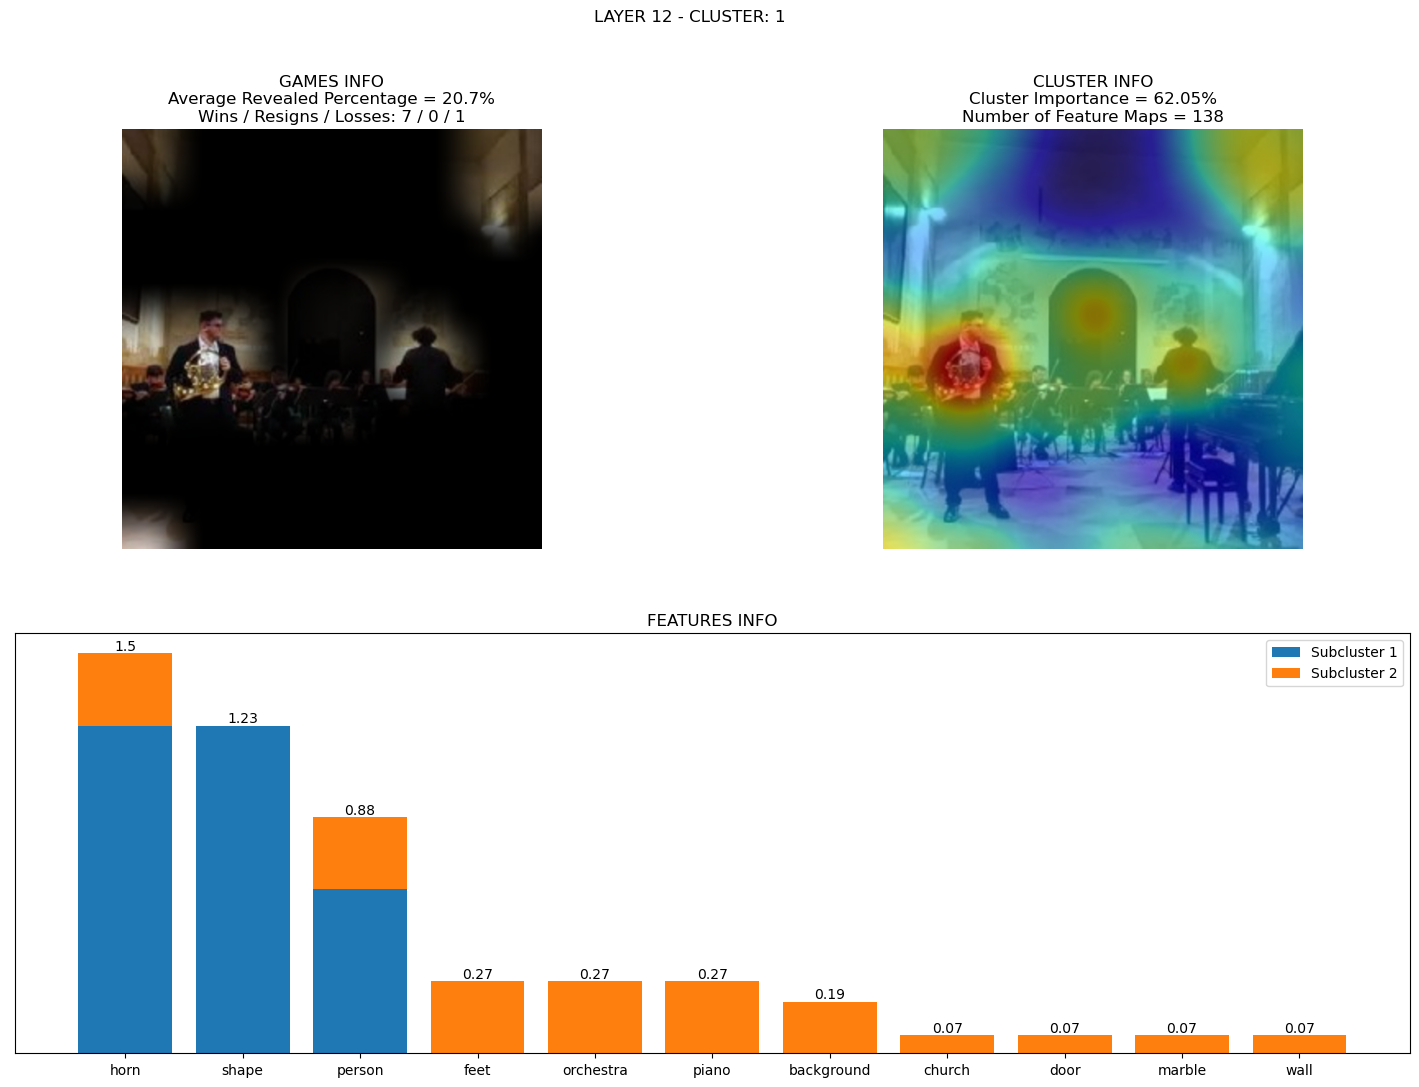 LAYER 12 - CLUSTER: 1
GAMES INFO
Average Revealed Percentage = 20.7%
Wins / Resigns / Losses: 7 / 0 / 1
CLUSTER INFO
Cluster Importance = 62.05%
Number of Feature Maps = 138
FEATURES INFO
Subcluster 1
Subcluster 2
1.5
1.23
0.88
0.27
0.27
0.27
0.19
0.07
0.07
0.07
0.07
horn
shape
person
feet
orchestra
piano
background
church
door
marble
wall